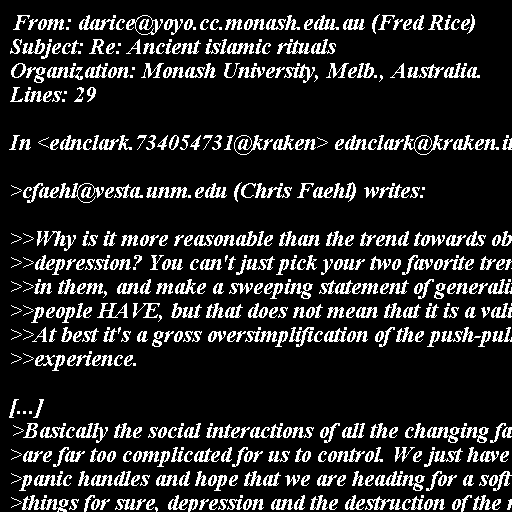 From: darice@yoyo.cc.monash.edu.au (Fred Rice)
Subject: Re: Ancient islamic rituals
Organization: Monash University, Melb., Australia.
Lines: 29

In <ednclark.734054731@kraken> ednclark@kraken.it

>cfaehl@vesta.unm.edu (Chris Faehl) writes:

>>Why is it more reasonable than the trend towards ob
>>depression? You can't just pick your two favorite tren
>>in them, and make a sweeping statement of generali
>>people HAVE, but that does not mean that it is a vali
>>At best it's a gross oversimplification of the push-pul
>>experience.

[...]
>Basically the social interactions of all the changing fa
>are far too complicated for us to control. We just have
>panic handles and hope that we are heading for a soft
>things for sure, depression and the destruction of the